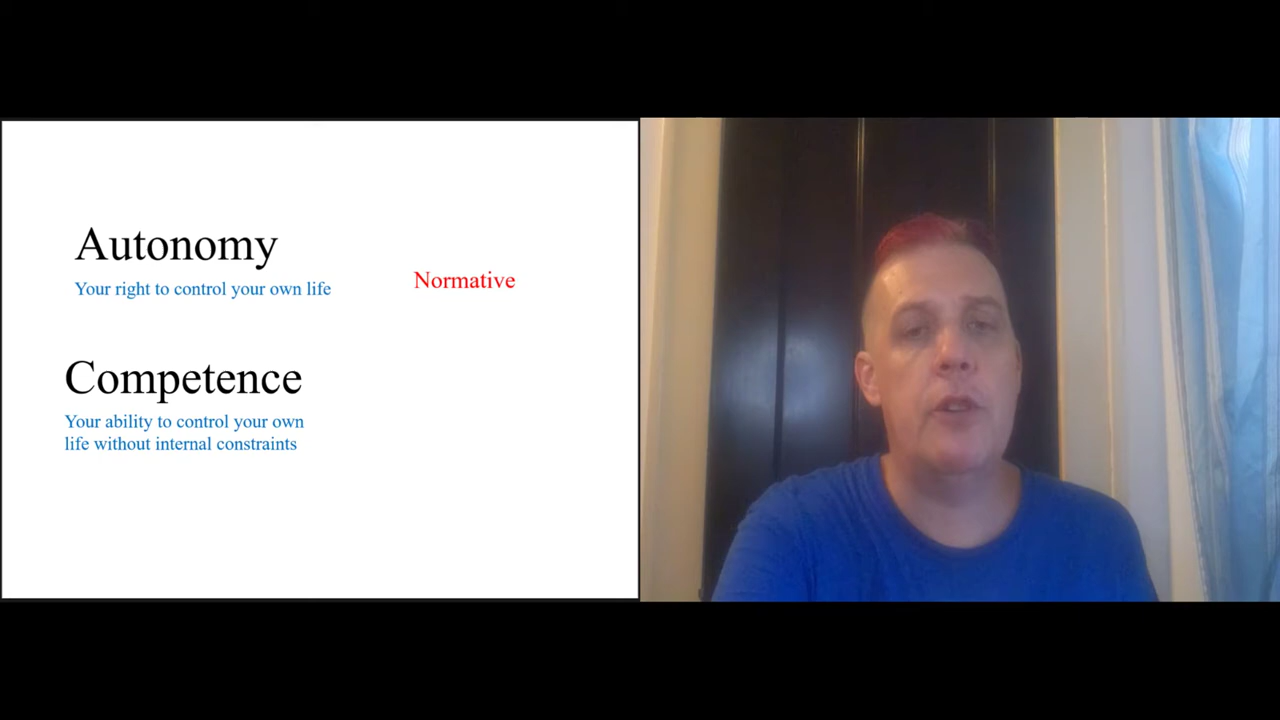 Autonomy
Your right to control your own life
Normative
Competence
Your ability to control your own
life without internal constraints